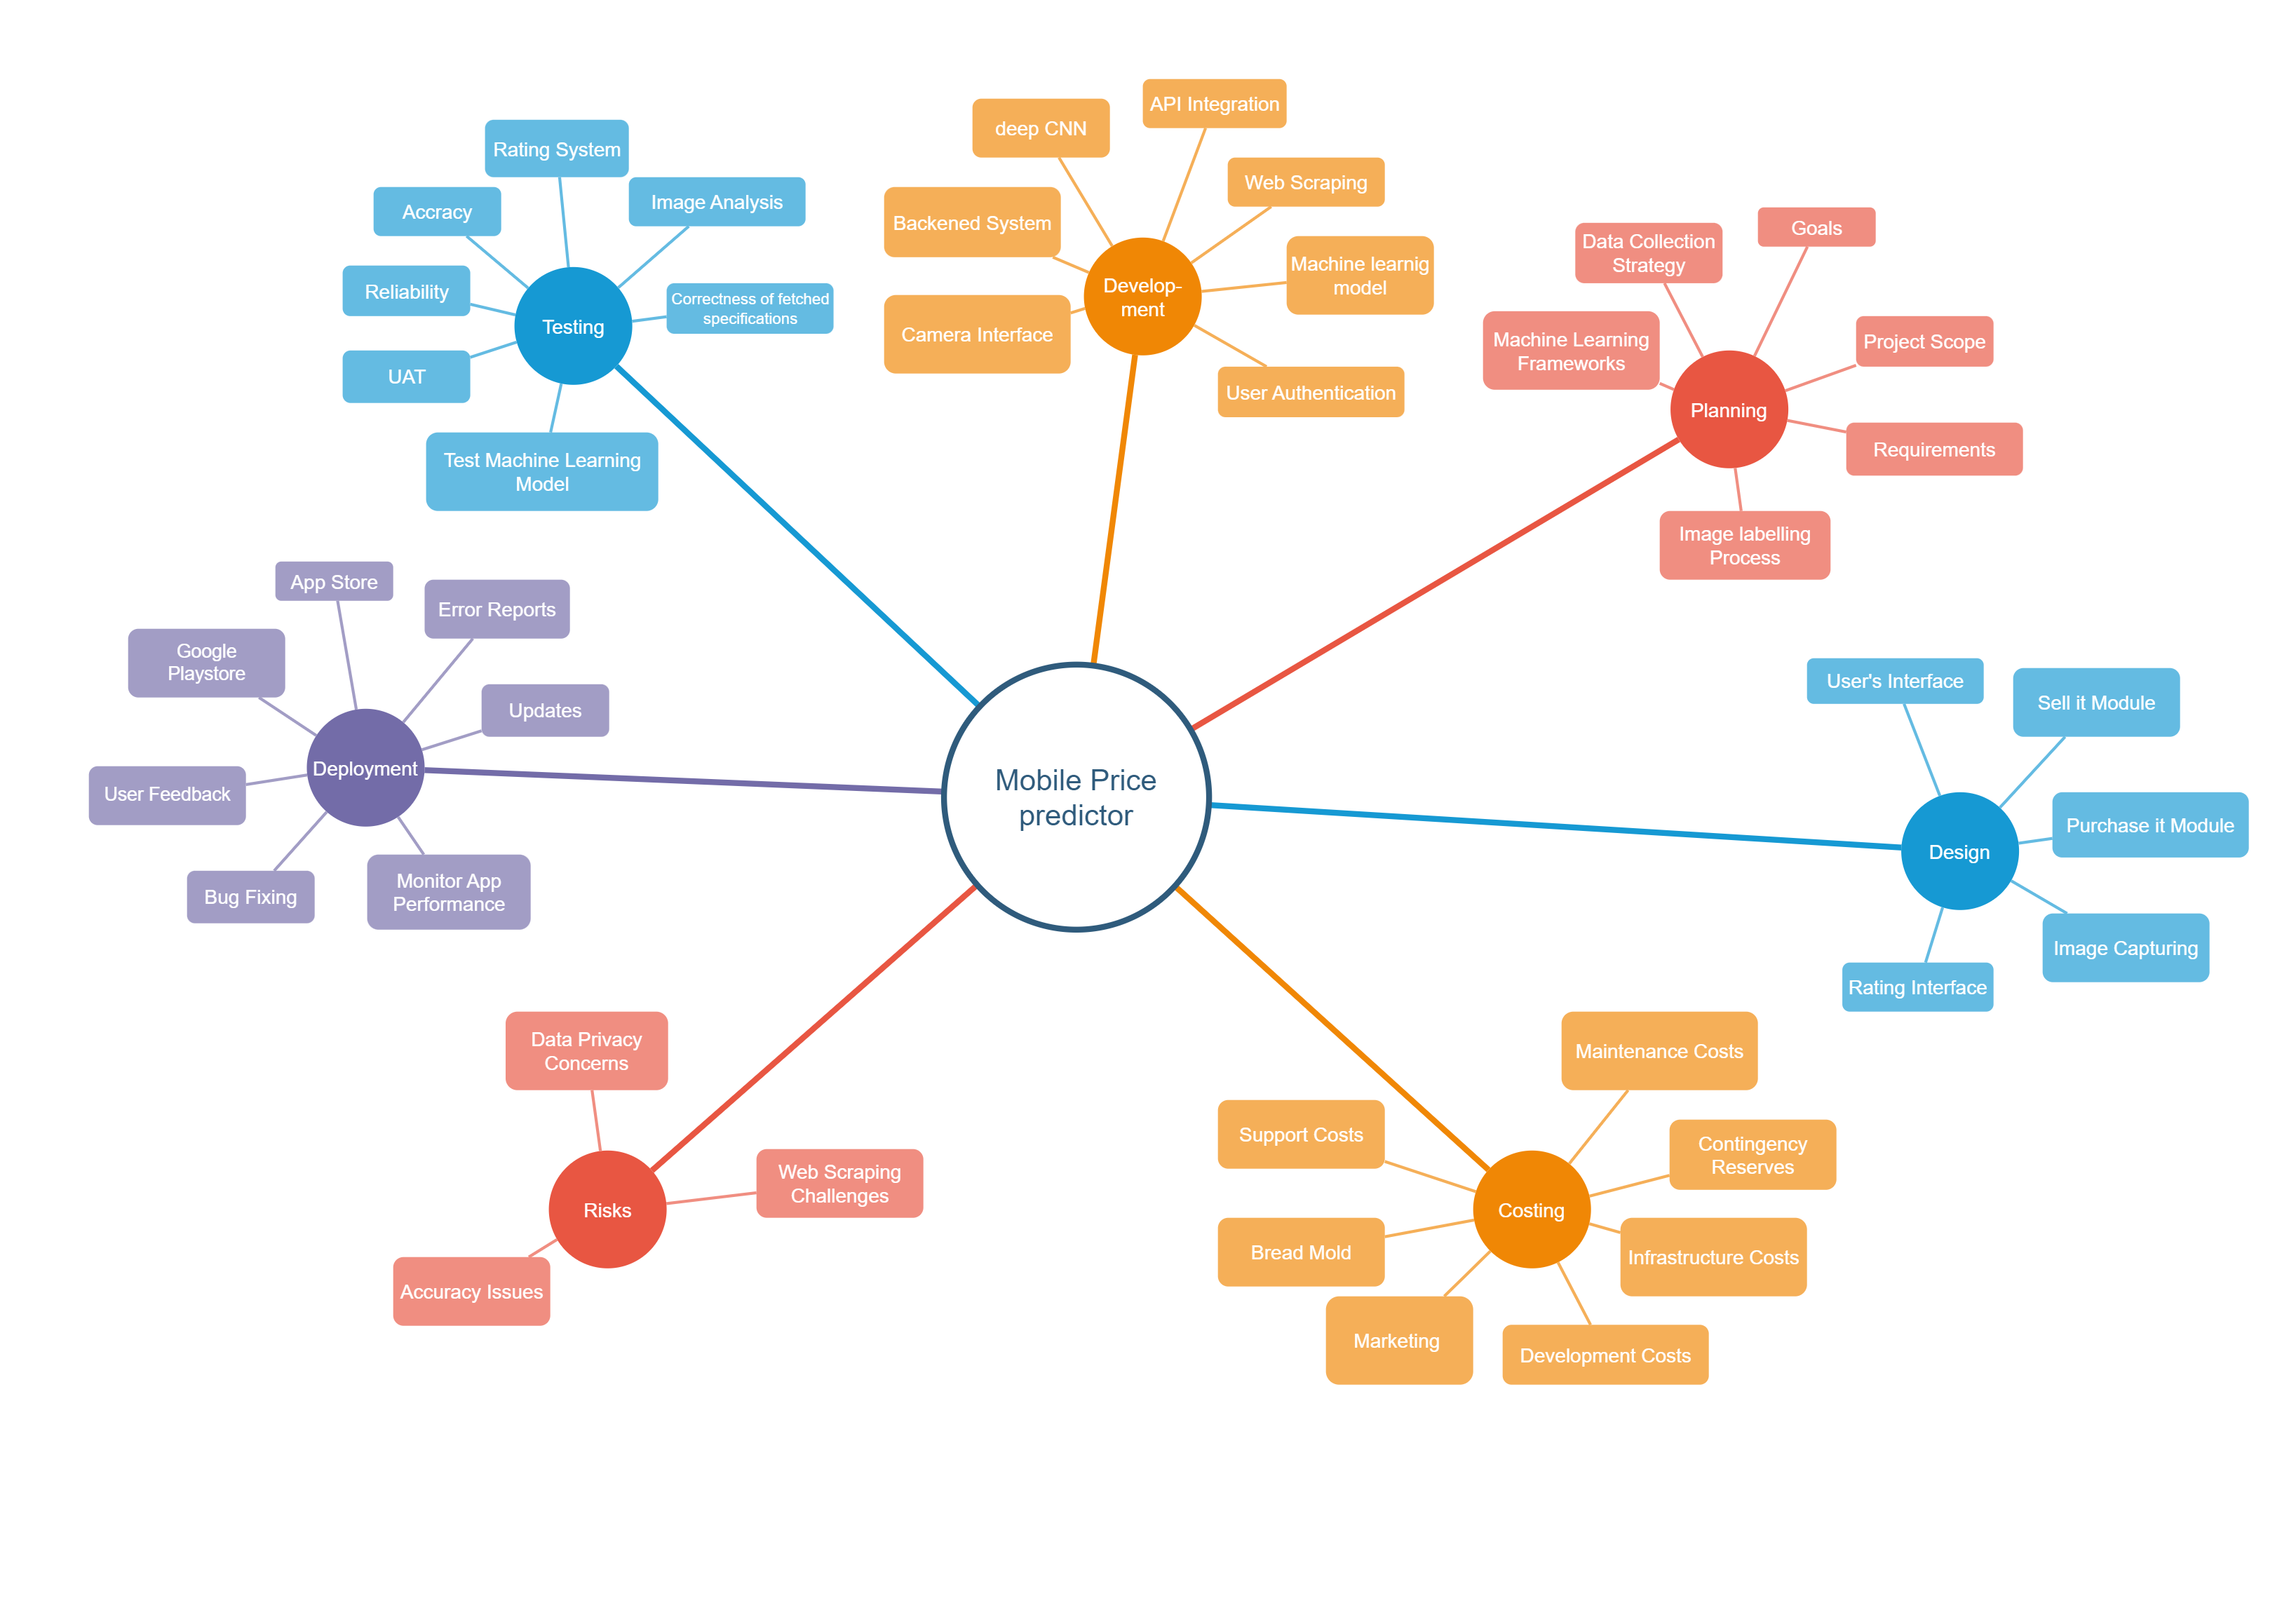 Mobile Price
predictor
Testing
Rating System
Image Analysis
Accracy
Reliability
Correctness of fetched
specifications
UAT
Test Machine Learning
Model
Develop-
ment
deep CNN
API Integration
Web Scraping
Backened System
Machine learnig
model
Camera Interface
User Authentication
Planning
Data Collection
Strategy
Goals
Machine Learning
Frameworks
Project Scope
Requirements
Image labelling
Process
Deployment
App Store
Error Reports
Google
Playstore
Updates
User Feedback
Bug Fixing
Monitor App
Performance
Design
User's Interface
Sell it Module
Purchase it Module
Image Capturing
Rating Interface
Risks
Data Privacy
Concerns
Web Scraping
Challenges
Accuracy Issues
Costing
Maintenance Costs
Support Costs
Contingency
Reserves
Bread Mold
Infrastructure Costs
Marketing
Development Costs